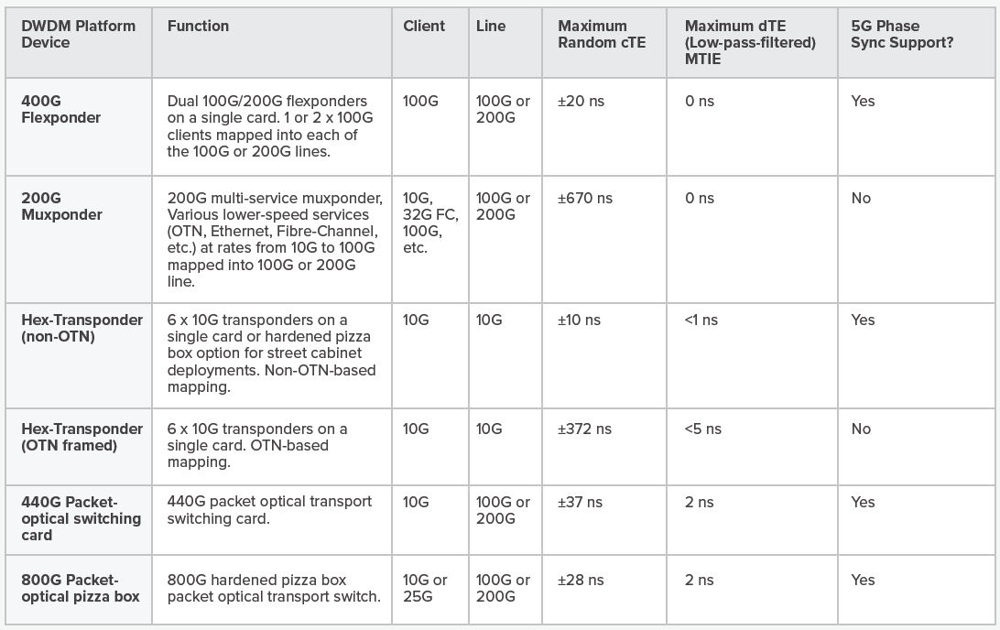 DWDM Platform
Device
Function
Client
Line
Maximum
Random cTE
Maximum dTE
(Low-pass-filtered)
MTIE
5G Phase
Sync Support?
400G
Flexponder
Dual 100G/200G flexponders
on a single card. 1 or 2 x 100G
clients mapped into each of
the 100G or 200G lines.
100G
100G or
200G
±20 ns
0 ns
Yes
200G
Muxponder
200G multi-service muxponder,
Various lower-speed services
(OTN, Ethernet, Fibre-Channel,
etc.) at rates from 10G to 100G
mapped into 100G or 200G
line.
10G,
32G FC,
100G,
etc.
100G or
200G
±670 ns
0 ns
No
Hex-Transponder
(non-OTN)
6 x 10G transponders on a
single card or hardened pizza
box option for street cabinet
deployments. Non-OTN-based
mapping.
10G
10G
±10 ns
<1 ns
Yes
Hex-Transponder
(OTN framed)
6 x 10G transponders on a
single card. OTN-based
mapping.
10G
10G
±372 ns
<5 ns
No
440G Packet-
optical switching
card
440G packet optical transport
switching card.
10G
100G or
200G
±37 ns
2 ns
Yes
800G Packet-
optical pizza box
800G hardened pizza box
packet optical transport switch.
10G or
25G
100G or
200G
±28 ns
2 ns
Yes